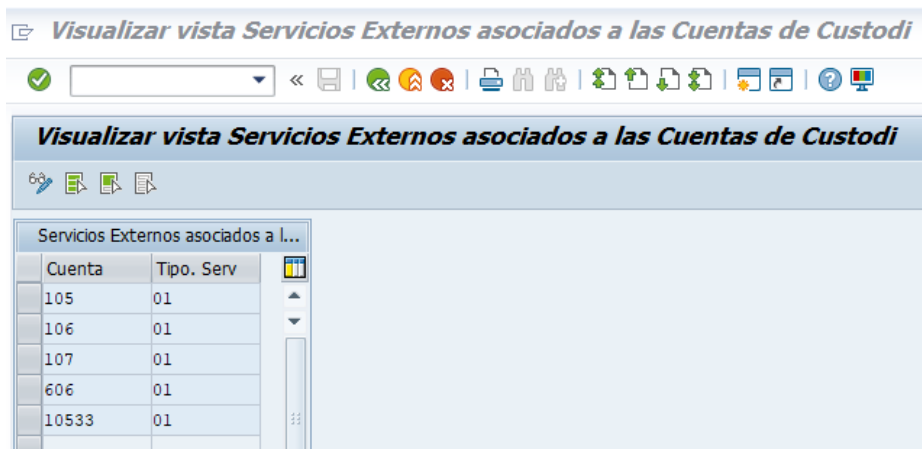 Visualizar vista Servicios Externos asociados a las Cuentas de Custodi
Visualizar vista Servicios Externos asociados a las Cuentas de Custodi
Servicios Externos asociados a l...
Cuenta Tipo. Serv
105 01
106 01
107 01
606 01
10533 01